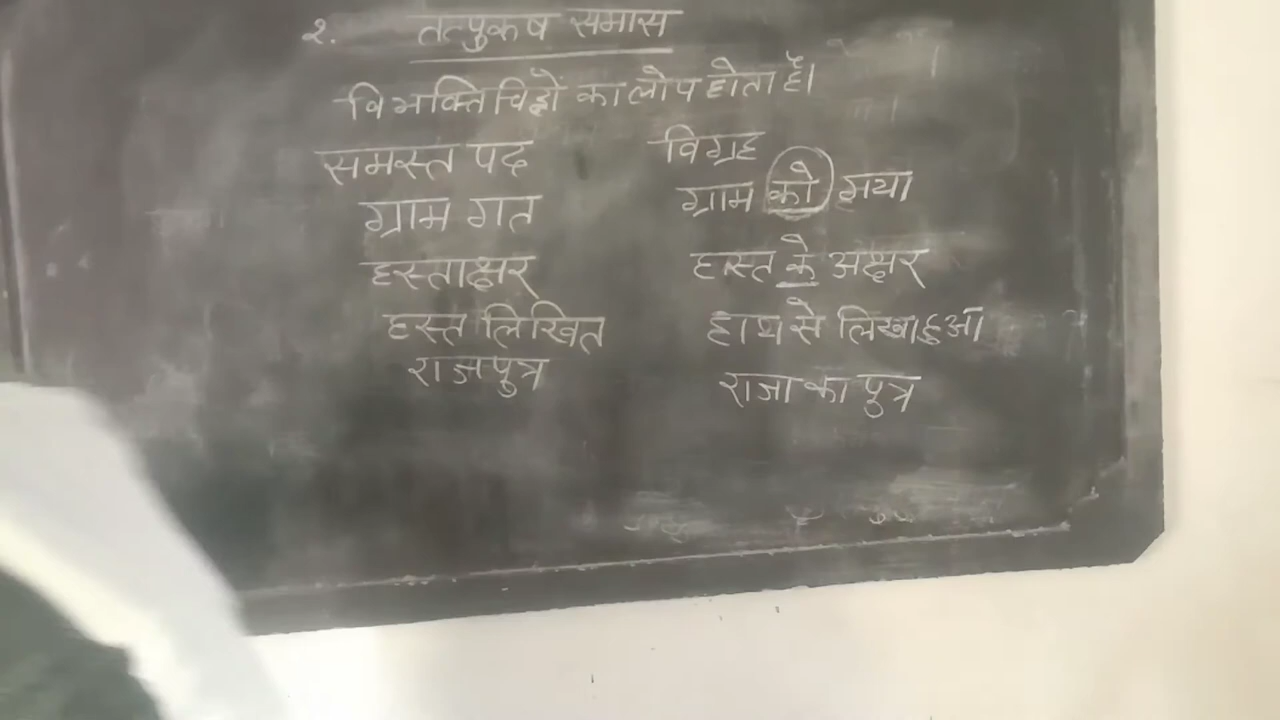 २. तत्पुरुष समास
विभक्ति चिह्नों का लोप होता है।
समस्त पद विग्रह
ग्राम गत ग्राम को गया
हस्ताक्षर हस्त के अक्षर
हस्त लिखित हाथ से लिखा हुआ
राजपुत्र राजा का पुत्र